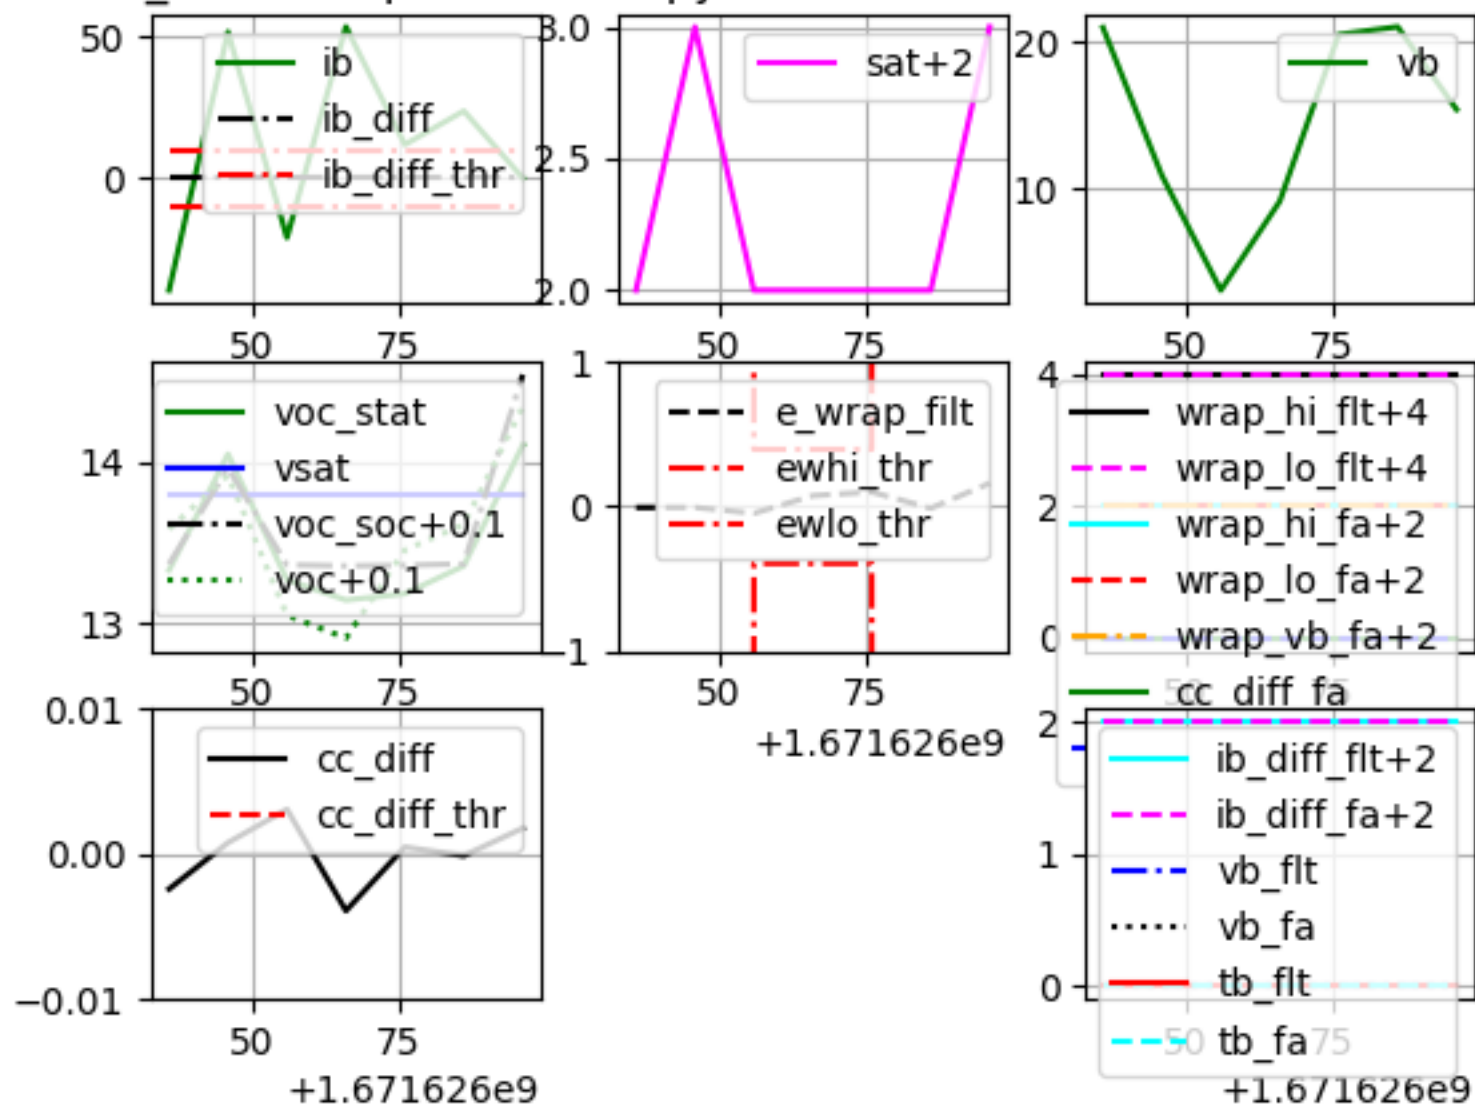 50
0
ib
ib_diff
ib_diff_thr
50
75
3.0
2.5
2.0
sat+2
50
75
20
10
vb
50
75
14
13
voc_stat
vsat
voc_soc+0.1
voc+0.1
50
75
1
0
−1
e_wrap_filt
ewhi_thr
ewlo_thr
50
75
+1.671626e9
4
2
0
wrap_hi_flt+4
wrap_lo_flt+4
wrap_hi_fa+2
wrap_lo_fa+2
wrap_vb_fa+2
cc_diff_fa
50
75
0.01
0.00
−0.01
cc_diff
cc_diff_thr
50
75
+1.671626e9
2
1
0
ib_diff_flt+2
ib_diff_fa+2
vb_flt
vb_fa
tb_flt
tb_fa
50
75
+1.671626e9